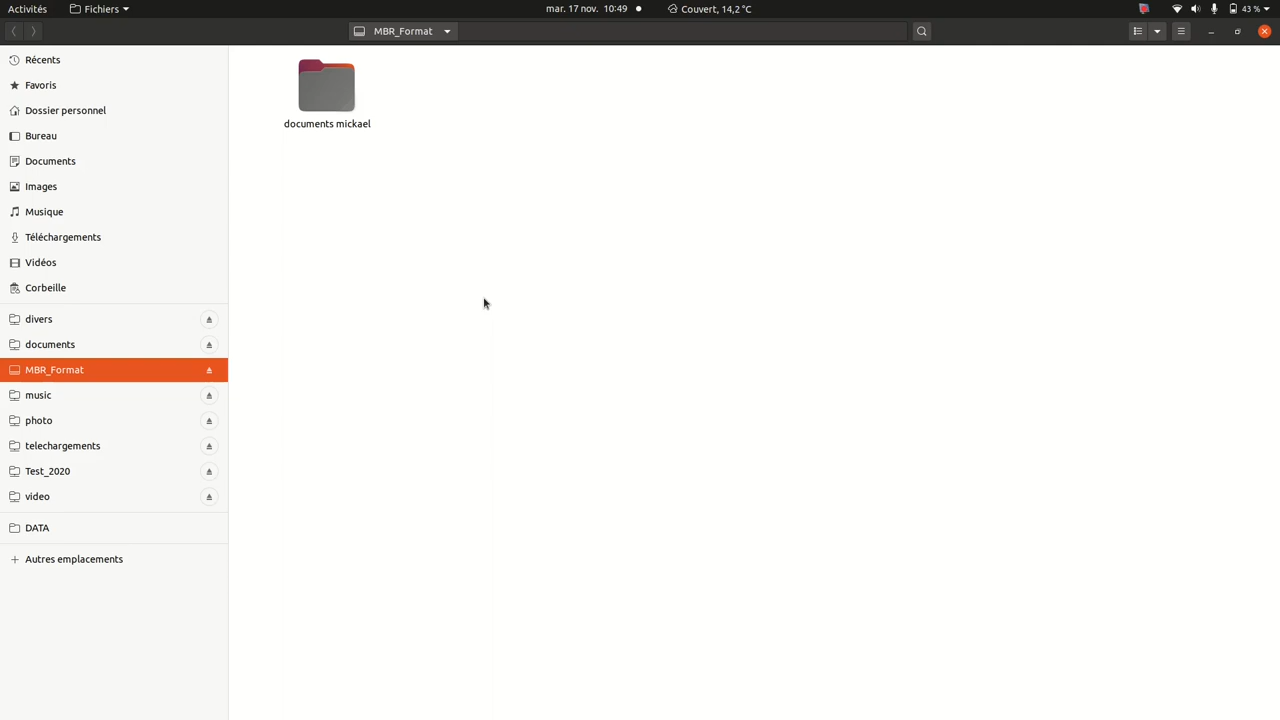 Activités Fichiers mar. 17 nov. 10:49 Couvert, 14,2 °C 43 %
MBR_Format
Récents
Favoris
Dossier personnel
Bureau
Documents
Images
Musique
Téléchargements
Vidéos
Corbeille
divers
documents
MBR_Format
music
photo
telechargements
Test_2020
video
DATA
Autres emplacements
documents mickael